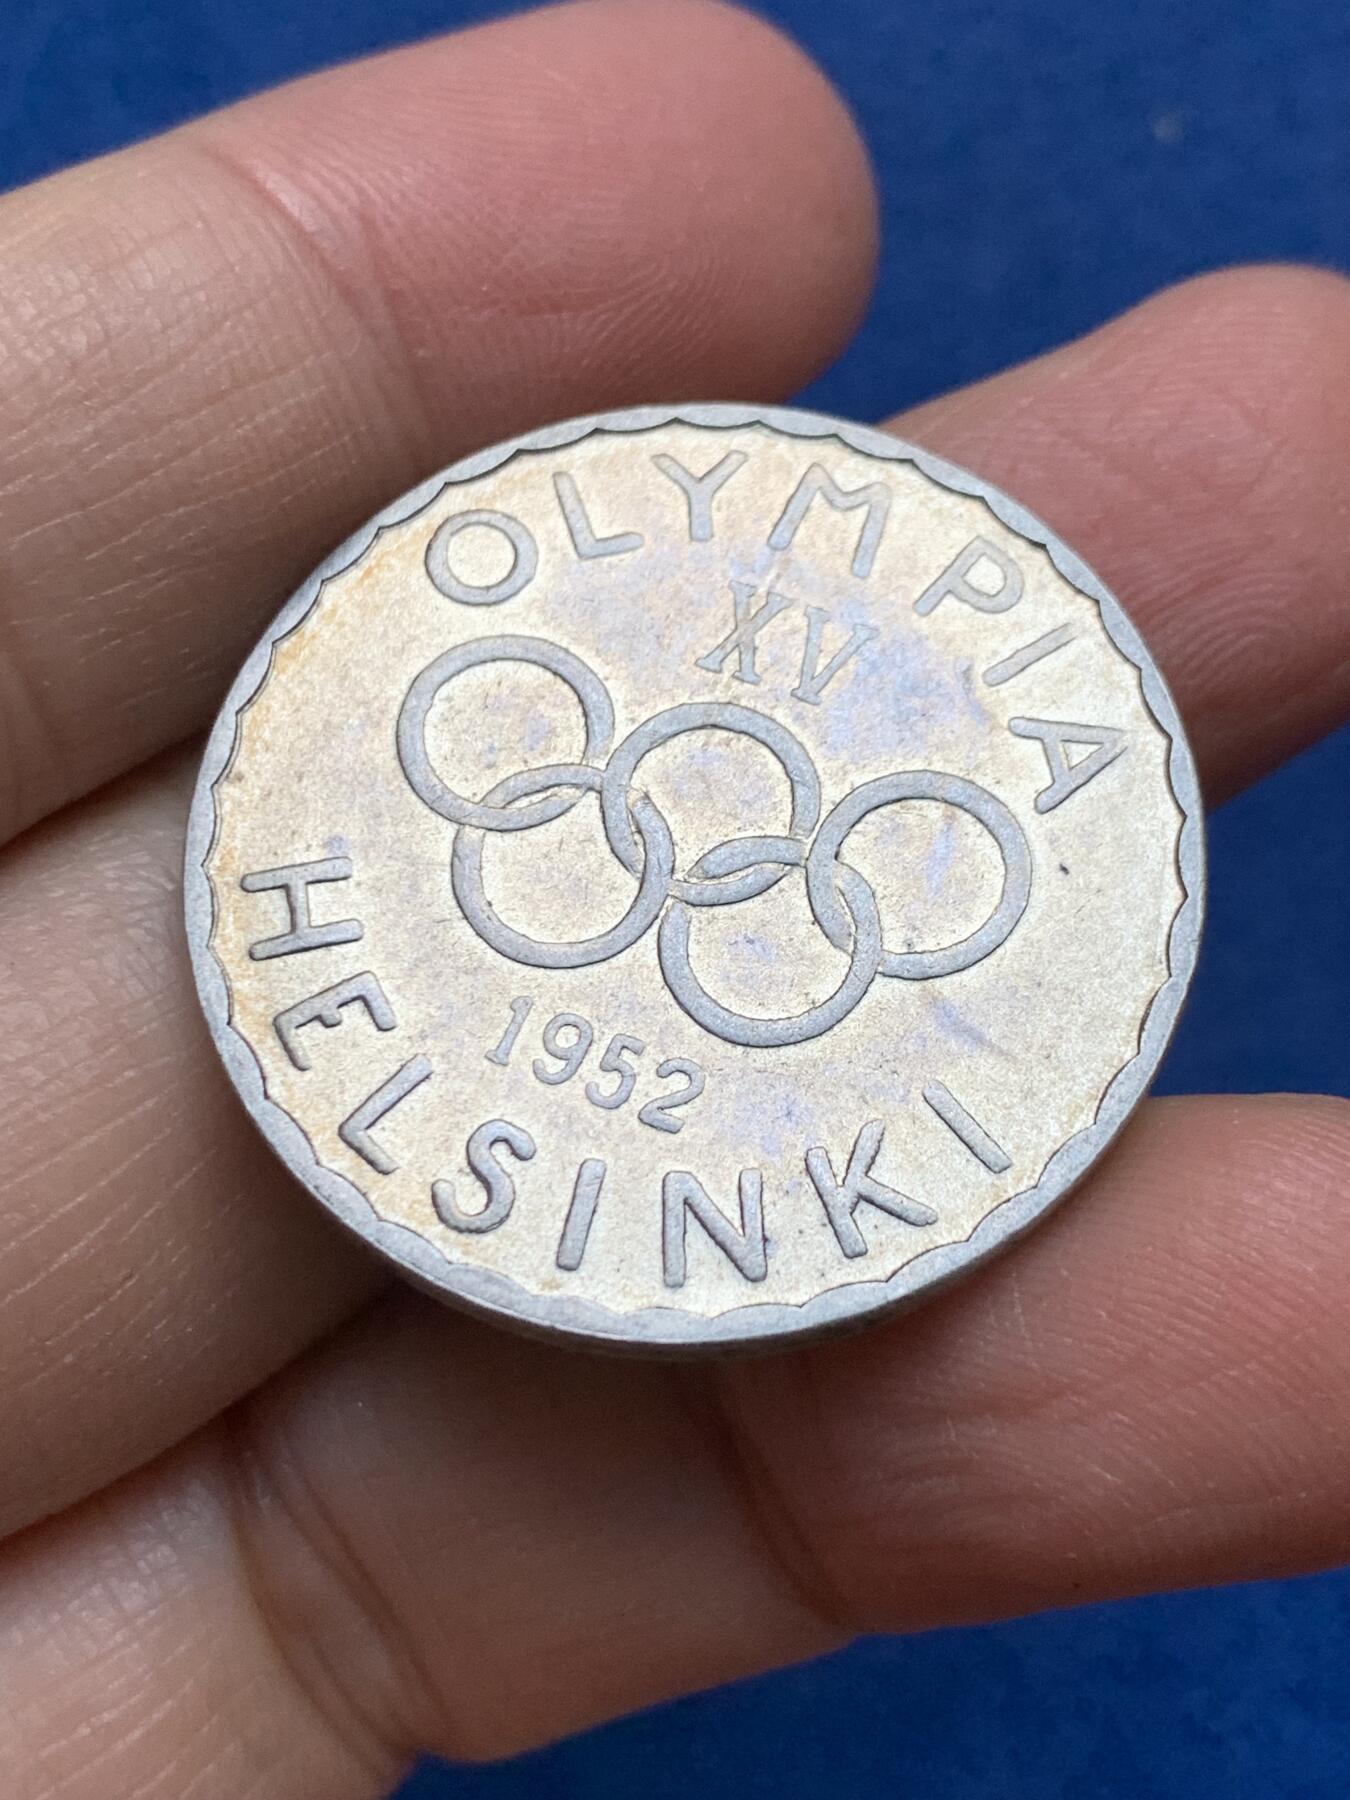 OLYMPIA
XV
1952
HELSINKI